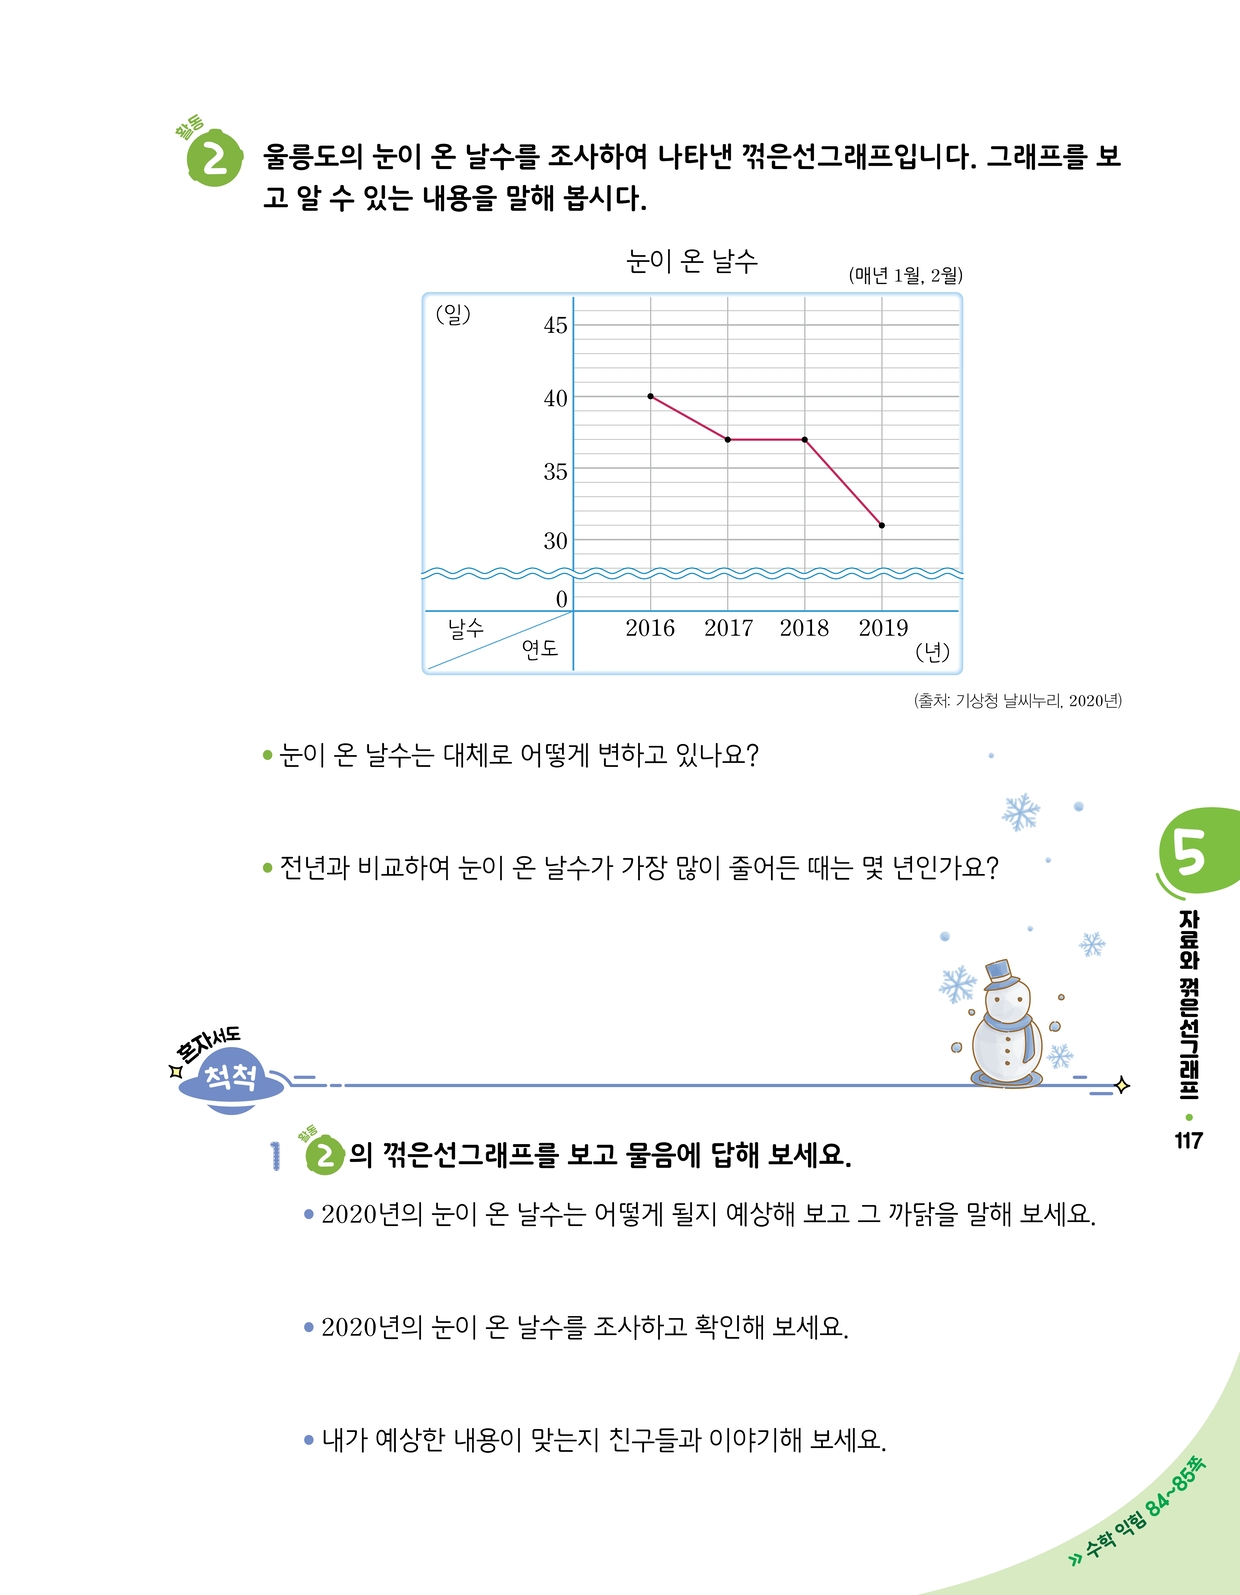 활동
2
울릉도의 눈이 온 날수를 조사하여 나타낸 꺾은선그래프입니다. 그래프를 보
고 알 수 있는 내용을 말해 봅시다.
눈이 온 날수
(매년 1월, 2월)
(일)
45
40
35
30
0
날수
연도
2016 2017 2018 2019
(년)
(출처: 기상청 날씨누리, 2020년)
• 눈이 온 날수는 대체로 어떻게 변하고 있나요?
• 전년과 비교하여 눈이 온 날수가 가장 많이 줄어든 때는 몇 년인가요?
5
자료와 꺾은선그래프
•
117
혼자서도
척척
1 활동 2 의 꺾은선그래프를 보고 물음에 답해 보세요.
• 2020년의 눈이 온 날수는 어떻게 될지 예상해 보고 그 까닭을 말해 보세요.
• 2020년의 눈이 온 날수를 조사하고 확인해 보세요.
• 내가 예상한 내용이 맞는지 친구들과 이야기해 보세요.
» 수학 익힘 84~85쪽